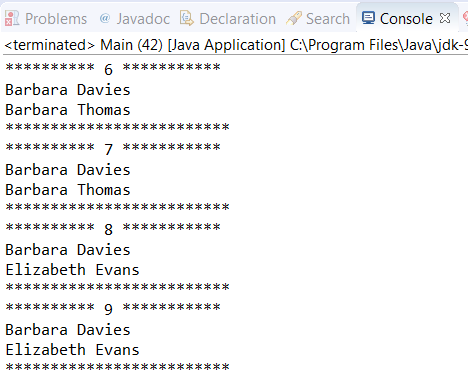 Problems @ Javadoc Declaration Search Console
<terminated> Main (42) [Java Application] C:\Program Files\Java\jdk-9
********** 6 ***********
Barbara Davies
Barbara Thomas
*************************
********** 7 ***********
Barbara Davies
Barbara Thomas
*************************
********** 8 ***********
Barbara Davies
Elizabeth Evans
*************************
********** 9 ***********
Barbara Davies
Elizabeth Evans
*************************